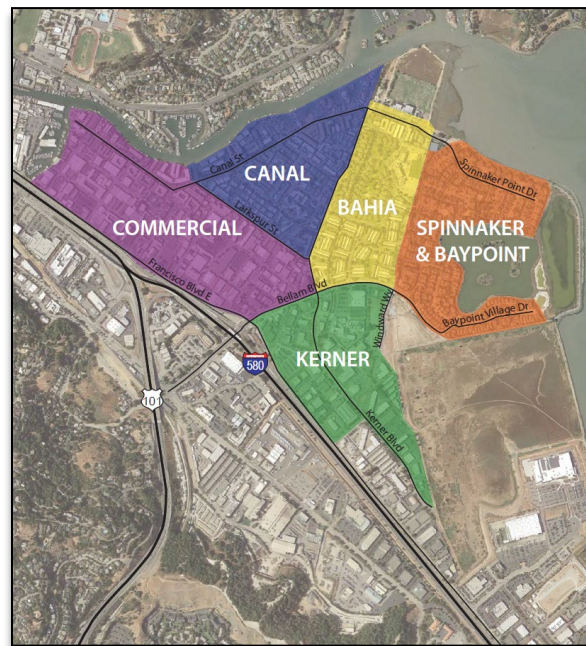 Canal St
CANAL
Spinnaker Point Dr
Larkspur St
BAHIA
COMMERCIAL
SPINNAKER
& BAYPOINT
Francisco Blvd E
Bellam Blvd
Windward Wy
Baypoint Village Dr
KERNER
580
101
Kerner Blvd